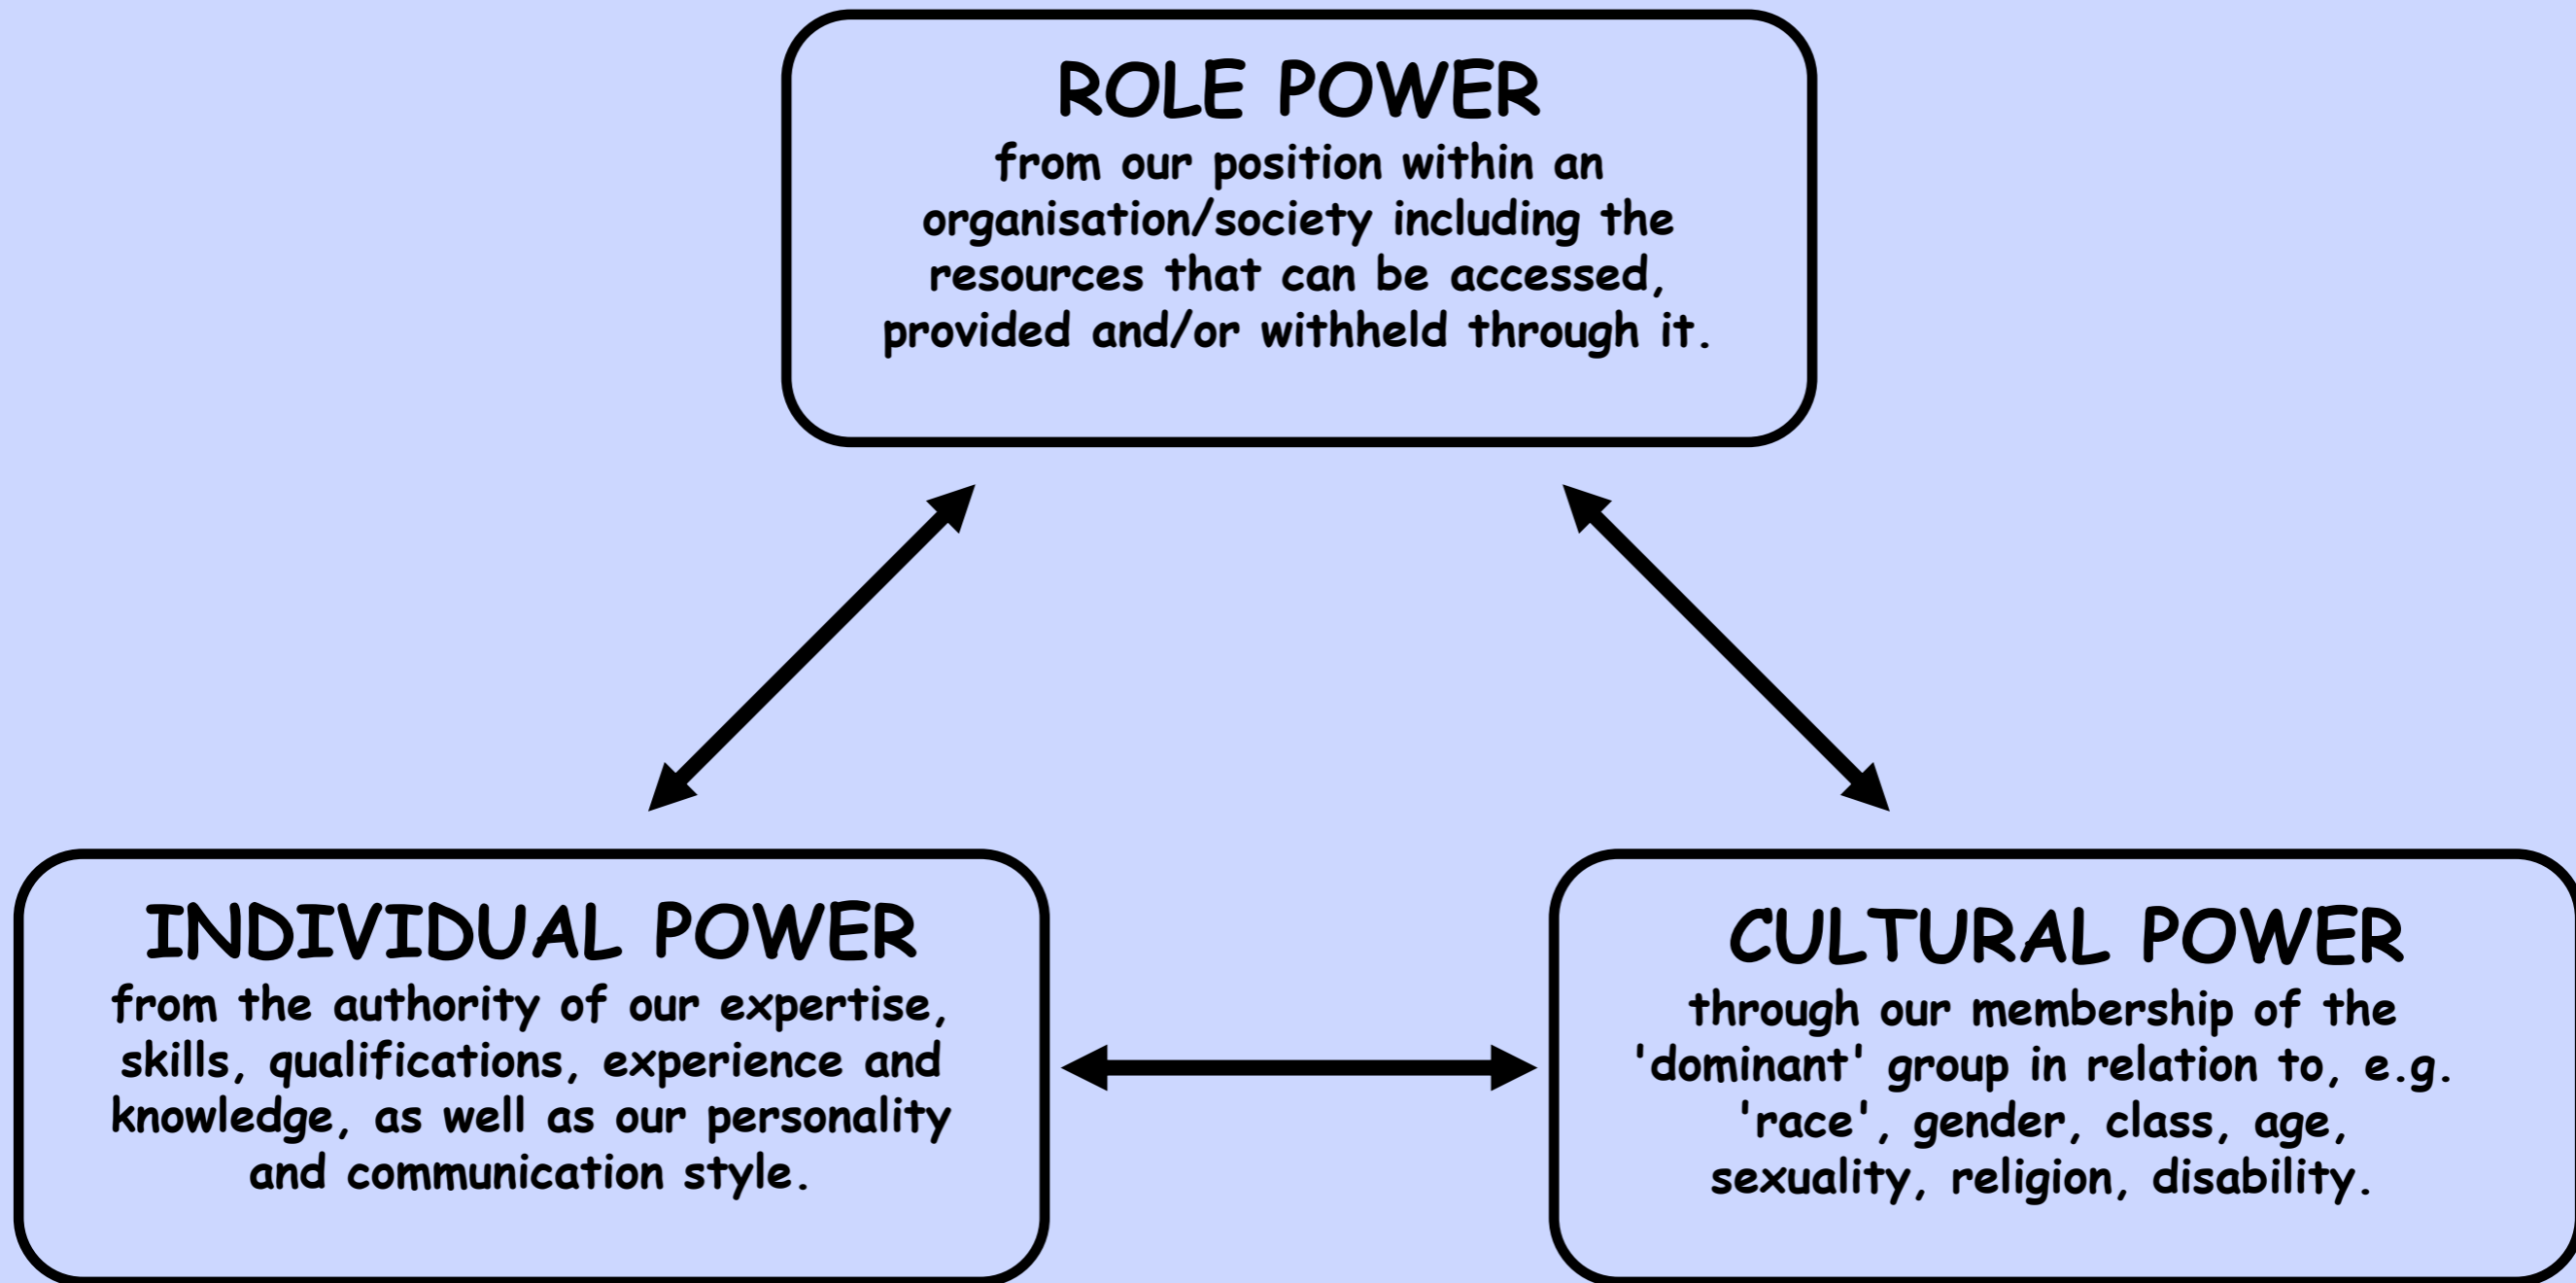 ROLE POWER
from our position within an
organisation/society including the
resources that can be accessed,
provided and/or withheld through it.
INDIVIDUAL POWER
from the authority of our expertise,
skills, qualifications, experience and
knowledge, as well as our personality
and communication style.
CULTURAL POWER
through our membership of the
'dominant' group in relation to, e.g.
'race', gender, class, age,
sexuality, religion, disability.